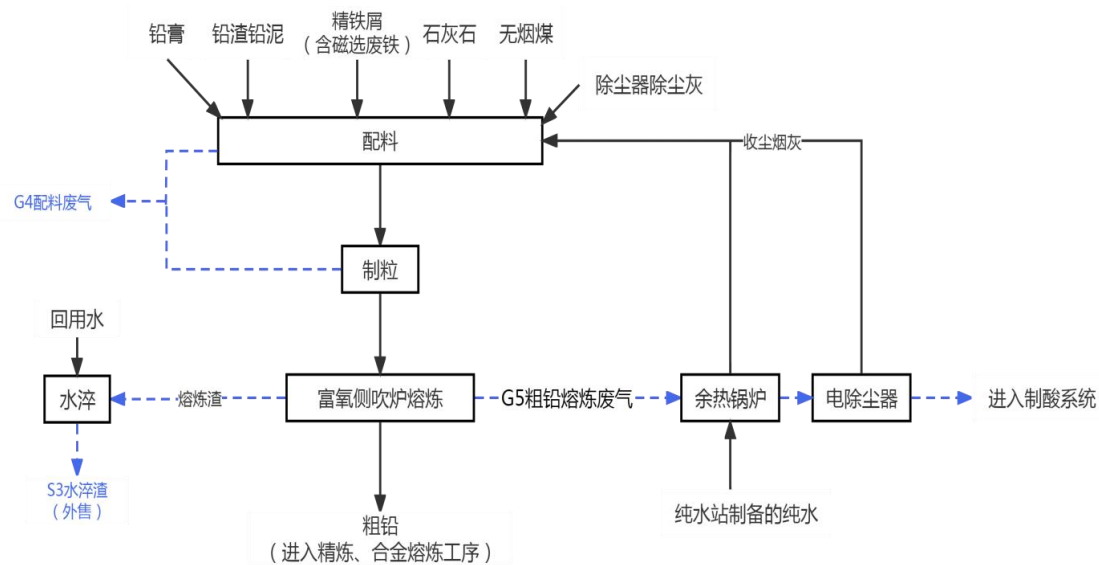 铅膏
铅渣铅泥
精铁屑
（含磁选废铁）
石灰石
无烟煤
除尘器除尘灰
配料
收尘烟灰
G4配料废气
制粒
回用水
水淬
熔炼渣
富氧侧吹炉熔炼
G5粗铅熔炼废气
余热锅炉
电除尘器
进入制酸系统
S3水淬渣
（外售）
粗铅
（进入精炼、合金熔炼工序）
纯水站制备的纯水